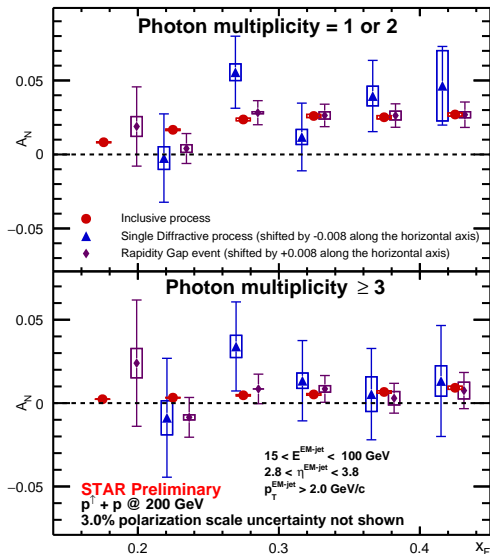 Photon multiplicity = 1 or 2
A_N
0.05
0
−0.05
Inclusive process
Single Diffractive process (shifted by -0.008 along the horizontal axis)
Rapidity Gap event (shifted by +0.008 along the horizontal axis)
Photon multiplicity ≥ 3
A_N
0.05
0
−0.05
15 < E^EM-jet < 100 GeV
2.8 < η^EM-jet < 3.8
p_T^EM-jet > 2.0 GeV/c
STAR Preliminary
p↑ + p @ 200 GeV
3.0% polarization scale uncertainty not shown
0.2 0.3 0.4 x_F